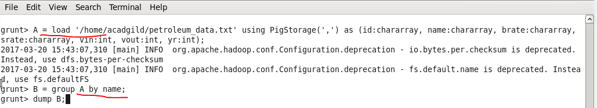 File Edit View Search Terminal Help
grunt> A = load '/home/acadgild/petroleum_data.txt' using PigStorage(',') as (id:chararray, name:chararray, brate:chararray,
srate:chararray, vin:int, vout:int, yr:int);
2017-03-20 15:43:07,310 [main] INFO  org.apache.hadoop.conf.Configuration.deprecation - io.bytes.per.checksum is deprecated.
Instead, use dfs.bytes-per-checksum
2017-03-20 15:43:07,310 [main] INFO  org.apache.hadoop.conf.Configuration.deprecation - fs.default.name is deprecated. Instea
d, use fs.defaultFS
grunt> B = group A by name;
grunt> dump B;